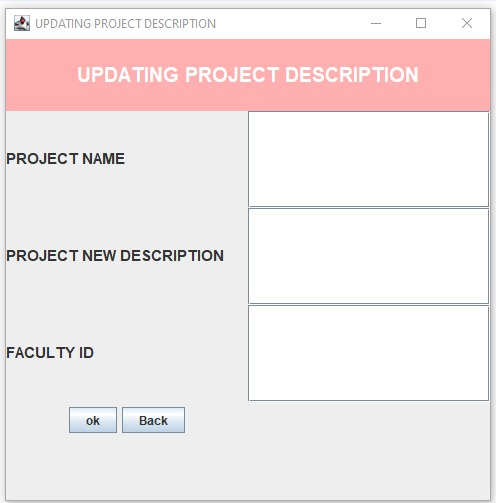 UPDATING PROJECT DESCRIPTION
UPDATING PROJECT DESCRIPTION
PROJECT NAME
PROJECT NEW DESCRIPTION
FACULTY ID
ok Back